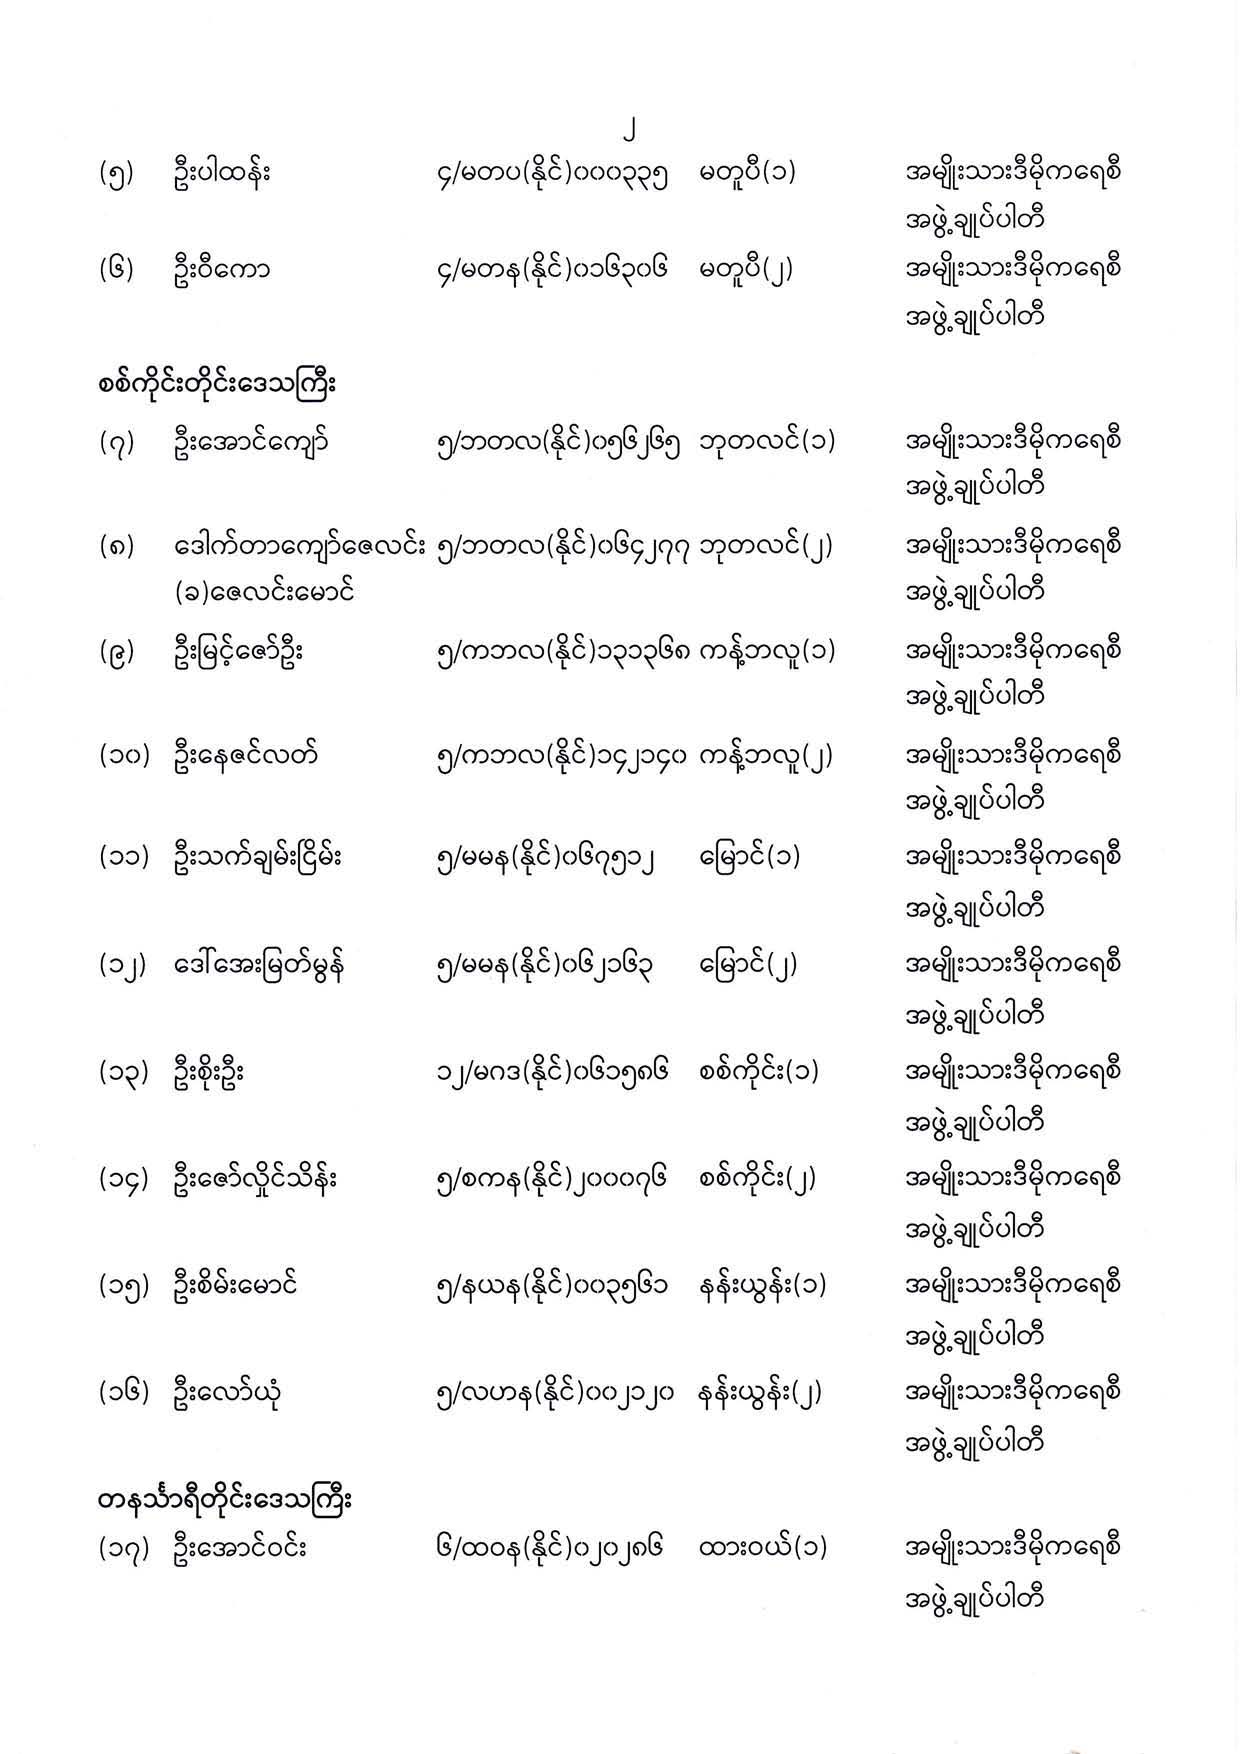 ၂
(၅) ဦးပါထန်း ၄/မတပ(နိုင်)၀၀၀၃၃၅ မတူပီ(၁) အမျိုးသားဒီမိုကရေစီ
အဖွဲ့ချုပ်ပါတီ
(၆) ဦးဝီကော ၄/မတန(နိုင်)၀၁၆၃၀၆ မတူပီ(၂) အမျိုးသားဒီမိုကရေစီ
အဖွဲ့ချုပ်ပါတီ
စစ်ကိုင်းတိုင်းဒေသကြီး
(၇) ဦးအောင်ကျော် ၅/ဘတလ(နိုင်)၀၅၆၂၆၅ ဘုတလင်(၁) အမျိုးသားဒီမိုကရေစီ
အဖွဲ့ချုပ်ပါတီ
(၈) ဒေါက်တာကျော်ဇေလင်း ၅/ဘတလ(နိုင်)၀၆၄၂၇၇ ဘုတလင်(၂) အမျိုးသားဒီမိုကရေစီ
(ခ)ဇေလင်းမောင် အဖွဲ့ချုပ်ပါတီ
(၉) ဦးမြင့်ဇော်ဦး ၅/ကဘလ(နိုင်)၁၃၁၃၆၈ ကန့်ဘလူ(၁) အမျိုးသားဒီမိုကရေစီ
အဖွဲ့ချုပ်ပါတီ
(၁၀) ဦးနေဇင်လတ် ၅/ကဘလ(နိုင်)၁၄၂၁၄၀ ကန့်ဘလူ(၂) အမျိုးသားဒီမိုကရေစီ
အဖွဲ့ချုပ်ပါတီ
(၁၁) ဦးသက်ချမ်းငြိမ်း ၅/မမန(နိုင်)၀၆၇၅၁၂ မြောင်(၁) အမျိုးသားဒီမိုကရေစီ
အဖွဲ့ချုပ်ပါတီ
(၁၂) ဒေါ်အေးမြတ်မွန် ၅/မမန(နိုင်)၀၆၂၁၆၃ မြောင်(၂) အမျိုးသားဒီမိုကရေစီ
အဖွဲ့ချုပ်ပါတီ
(၁၃) ဦးစိုးဦး ၁၂/မဂဒ(နိုင်)၀၆၁၅၈၆ စစ်ကိုင်း(၁) အမျိုးသားဒီမိုကရေစီ
အဖွဲ့ချုပ်ပါတီ
(၁၄) ဦးဇော်လှိုင်သိန်း ၅/စကန(နိုင်)၂၀၀၀၇၆ စစ်ကိုင်း(၂) အမျိုးသားဒီမိုကရေစီ
အဖွဲ့ချုပ်ပါတီ
(၁၅) ဦးစိမ်းမောင် ၅/နယန(နိုင်)၀၀၃၅၆၁ နန်းယွန်း(၁) အမျိုးသားဒီမိုကရေစီ
အဖွဲ့ချုပ်ပါတီ
(၁၆) ဦးလော်ယုံ ၅/လဟန(နိုင်)၀၀၂၁၂၀ နန်းယွန်း(၂) အမျိုးသားဒီမိုကရေစီ
အဖွဲ့ချုပ်ပါတီ
တနင်္သာရီတိုင်းဒေသကြီး
(၁၇) ဦးအောင်ဝင်း ၆/ထဝန(နိုင်)၀၂၀၂၈၆ ထားဝယ်(၁) အမျိုးသားဒီမိုကရေစီ
အဖွဲ့ချုပ်ပါတီ